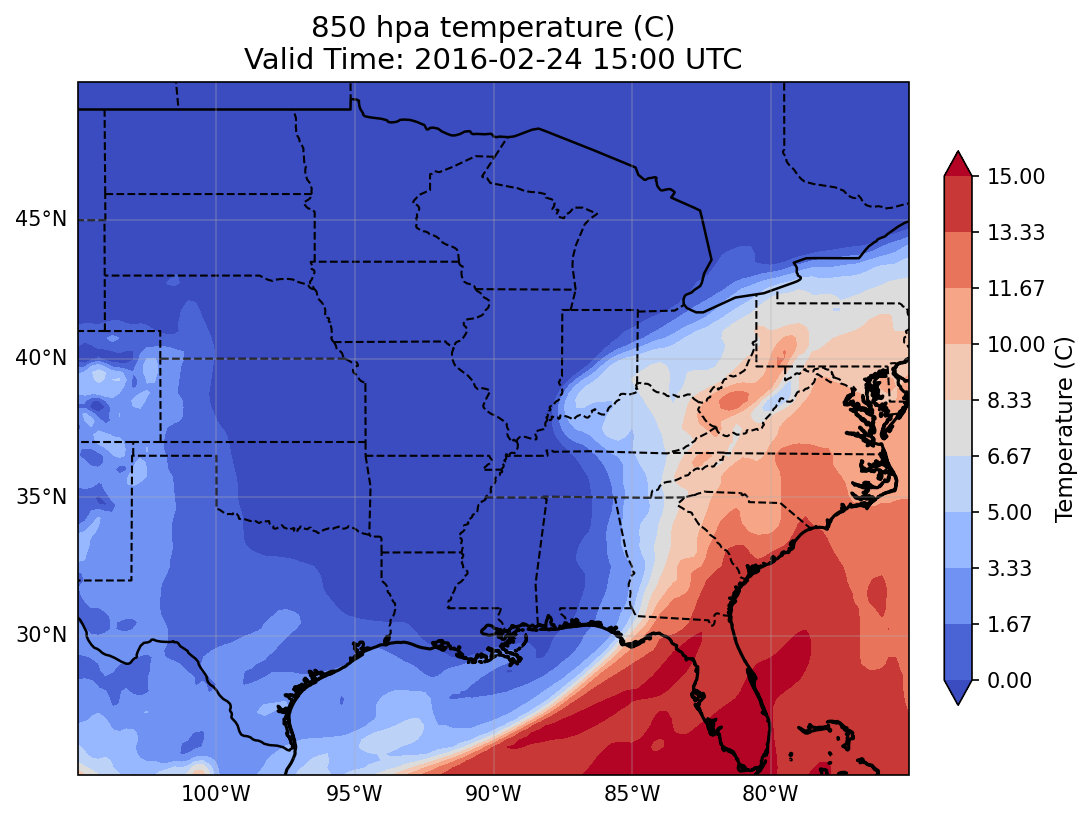 850 hpa temperature (C)
Valid Time: 2016-02-24 15:00 UTC
45°N
40°N
35°N
30°N
100°W
95°W
90°W
85°W
80°W
15.00
13.33
11.67
10.00
8.33
6.67
5.00
3.33
1.67
0.00
Temperature (C)